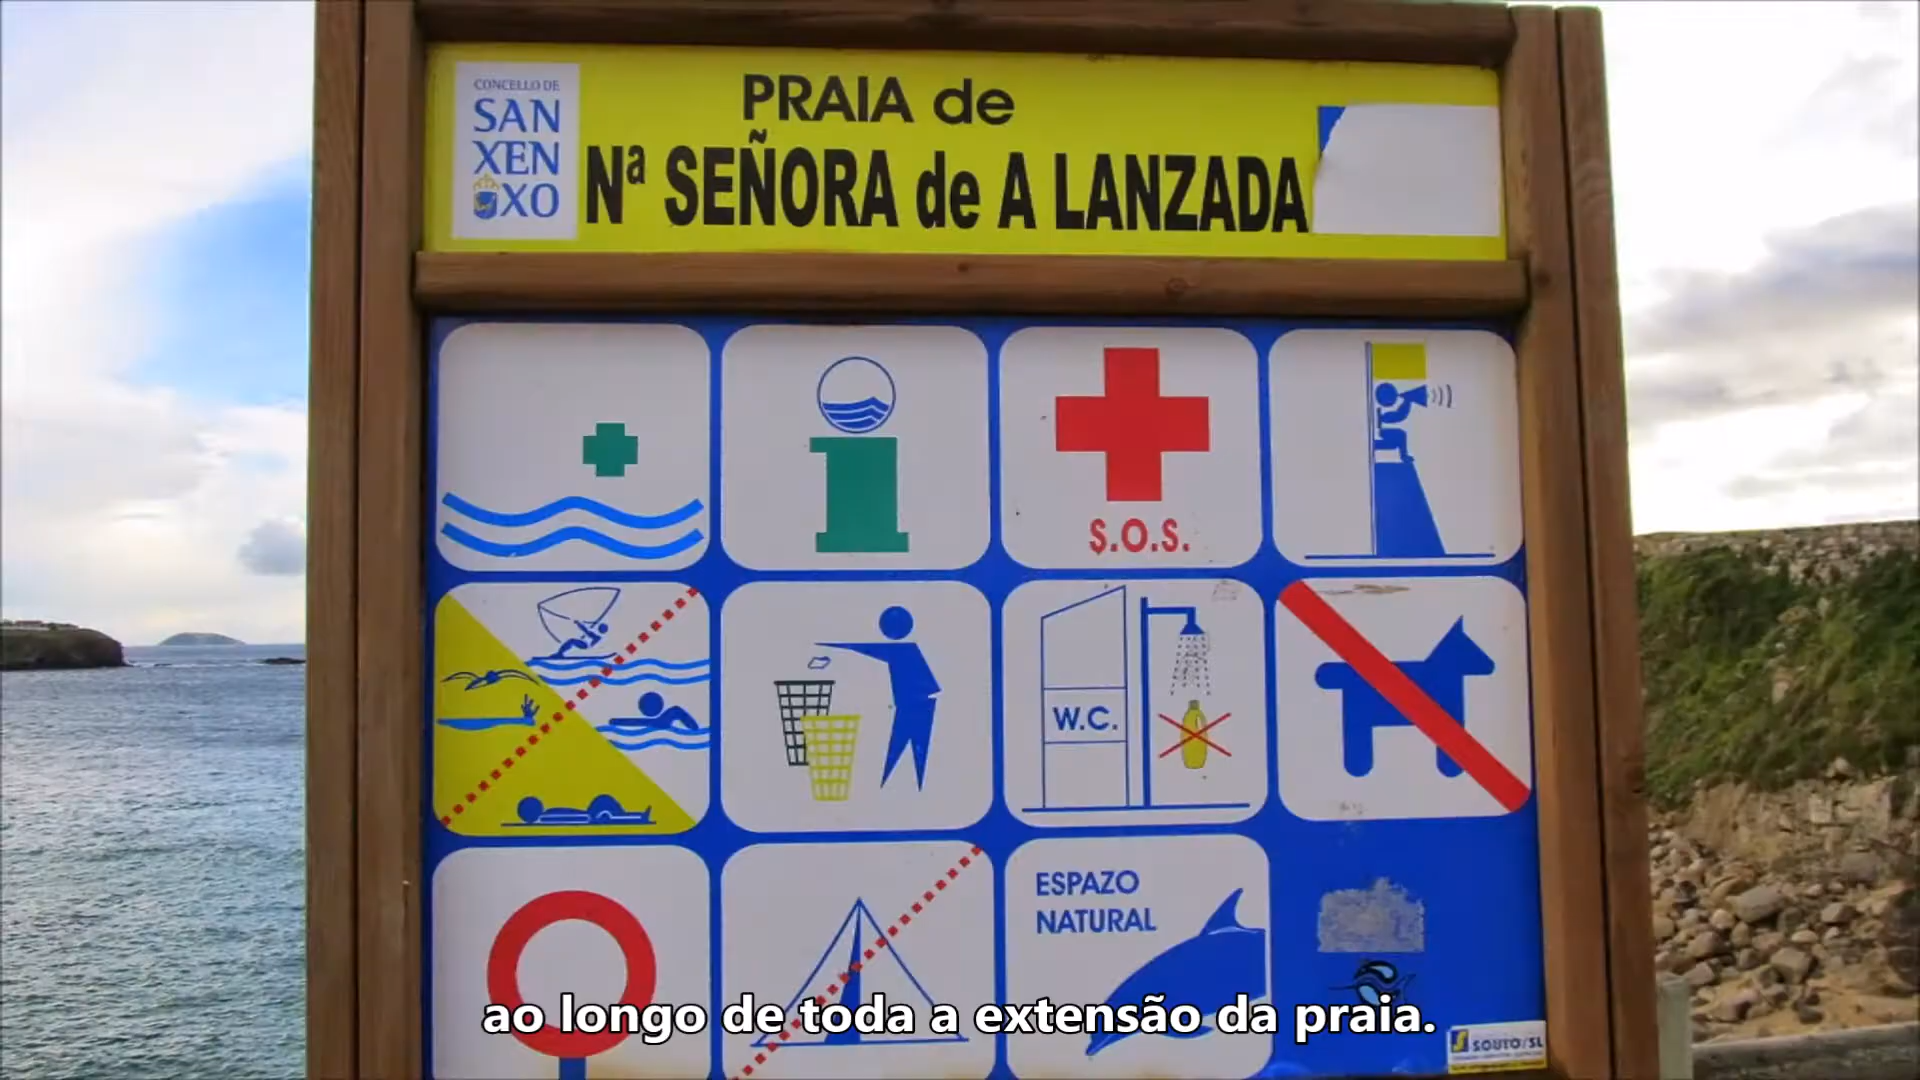 CONCELLO DE
SAN
XEN
XO
PRAIA de
Nª SEÑORA de A LANZADA
S.O.S.
W.C.
ESPAZO
NATURAL
SOUTO/SL
ao longo de toda a extensão da praia.